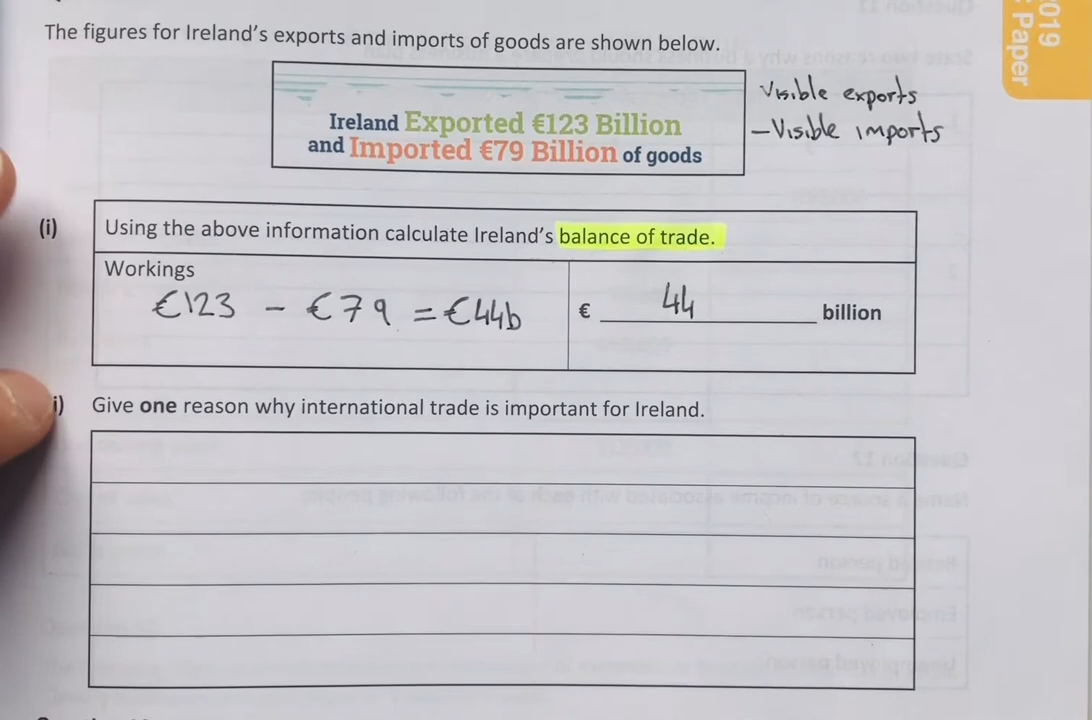 The figures for Ireland's exports and imports of goods are shown below.
2019
: Paper
Ireland Exported €123 Billion
and Imported €79 Billion of goods
Visible exports
-Visible imports
(i)
Using the above information calculate Ireland's balance of trade.
Workings
€123 - €79 = €44b
€ 44 billion
i) Give one reason why international trade is important for Ireland.